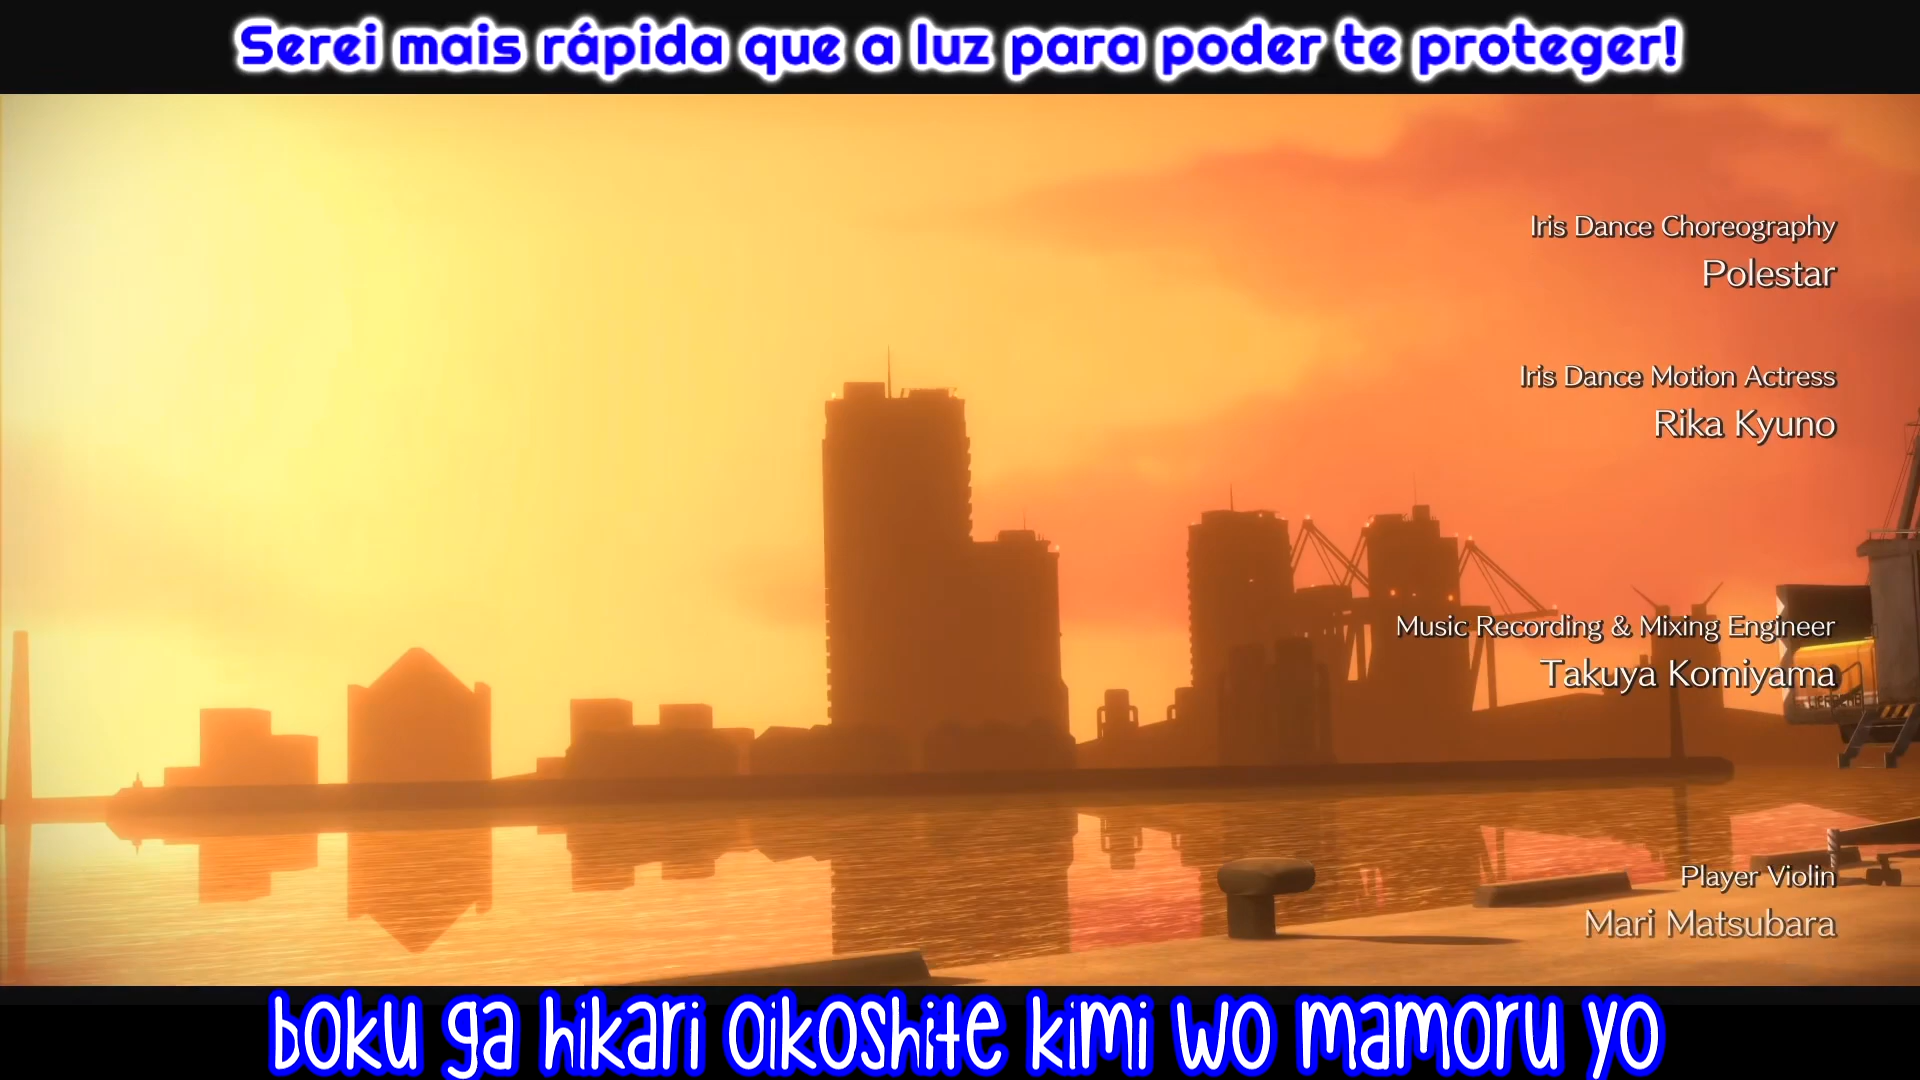 Serei mais rápida que a luz para poder te proteger!
Iris Dance Choreography
Polestar
Iris Dance Motion Actress
Rika Kyuno
Music Recording & Mixing Engineer
Takuya Komiyama
Player Violin
Mari Matsubara
boku ga hikari oikoshite kimi wo mamoru yo